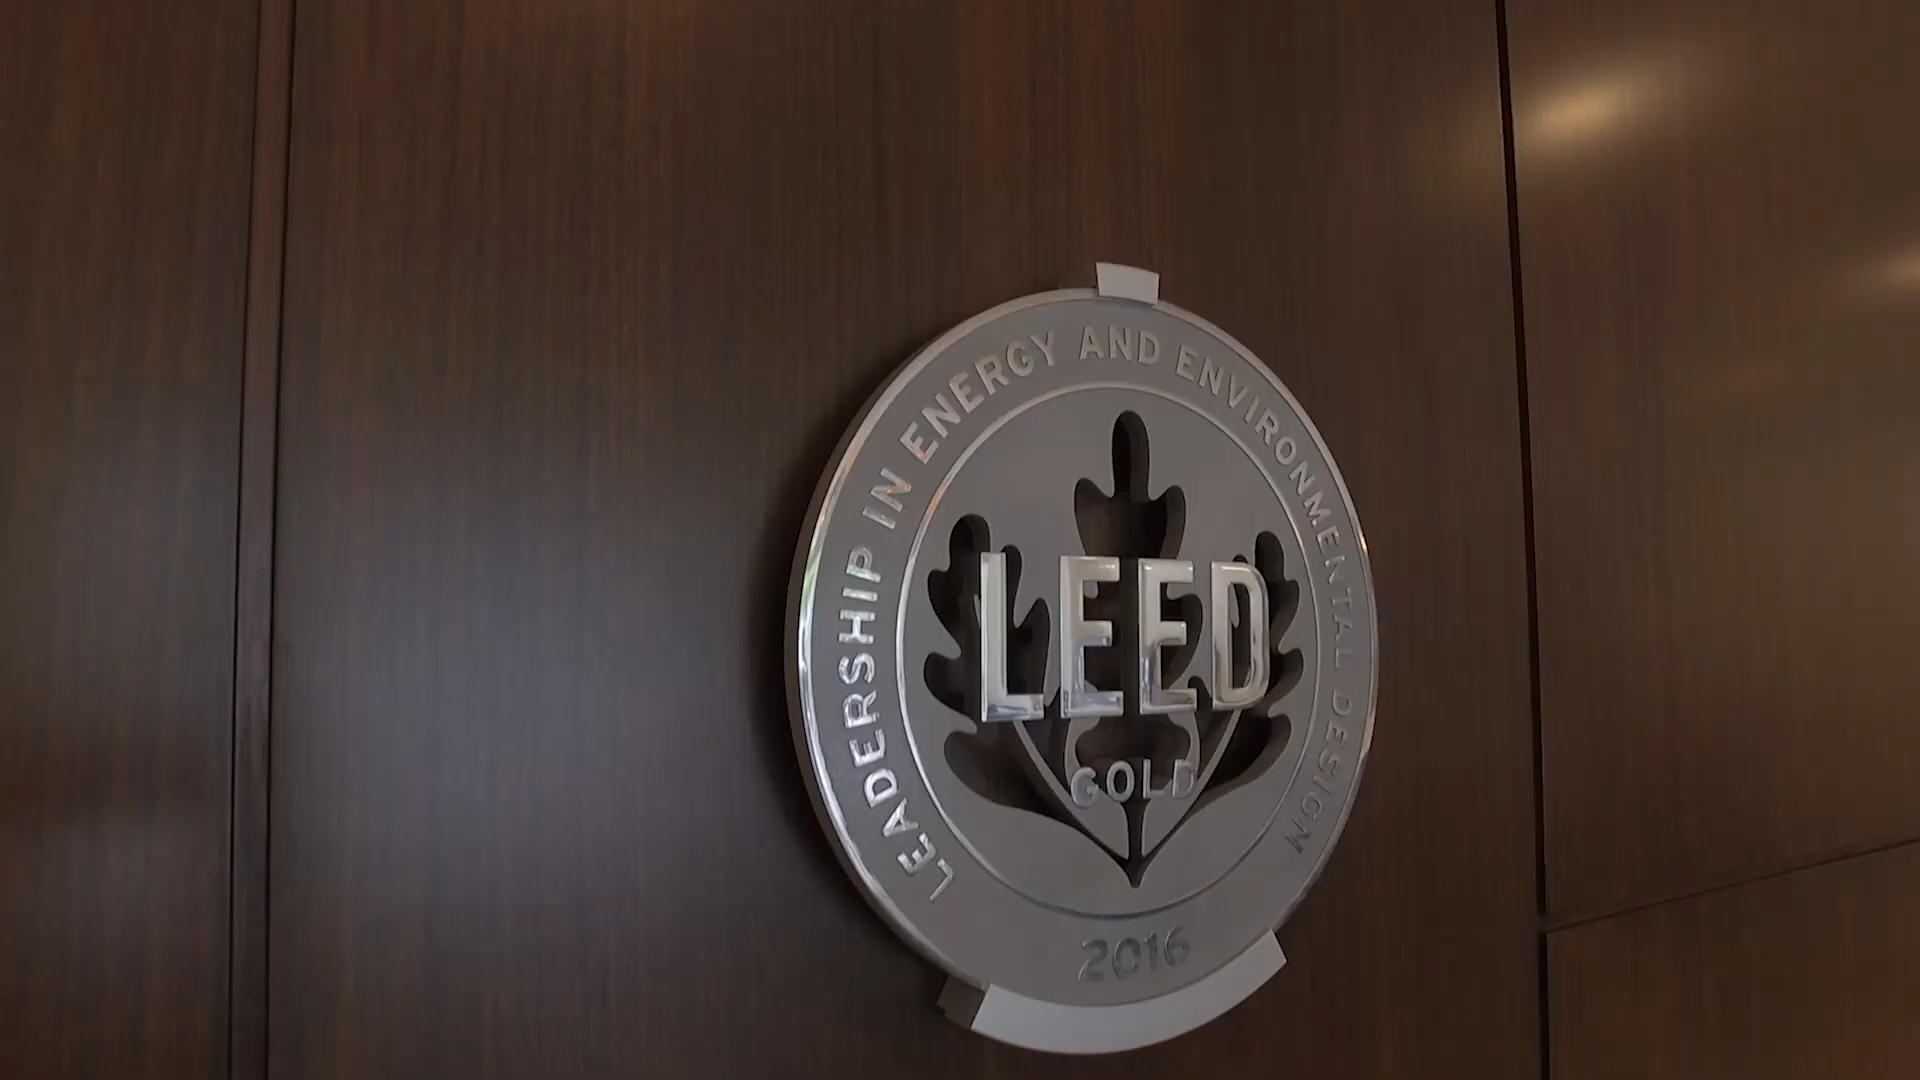 LEADERSHIP IN ENERGY AND ENVIRONMENTAL DESIGN
LEED
GOLD
2016